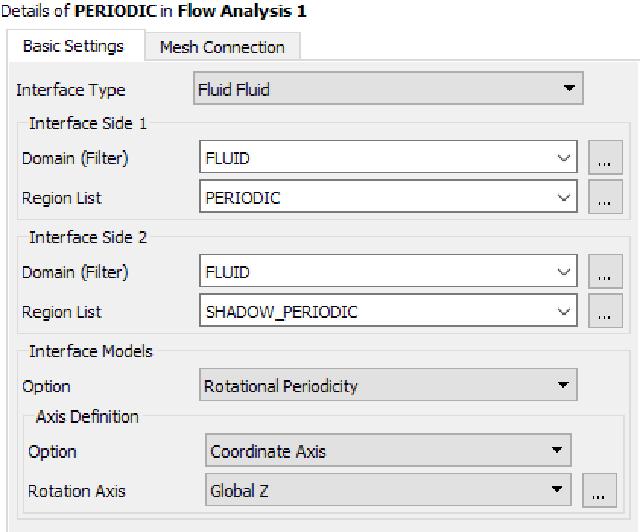 Details of PERIODIC in Flow Analysis 1
Basic Settings Mesh Connection
Interface Type Fluid Fluid
Interface Side 1
Domain (Filter) FLUID ...
Region List PERIODIC ...
Interface Side 2
Domain (Filter) FLUID ...
Region List SHADOW_PERIODIC ...
Interface Models
Option Rotational Periodicity
Axis Definition
Option Coordinate Axis
Rotation Axis Global Z ...